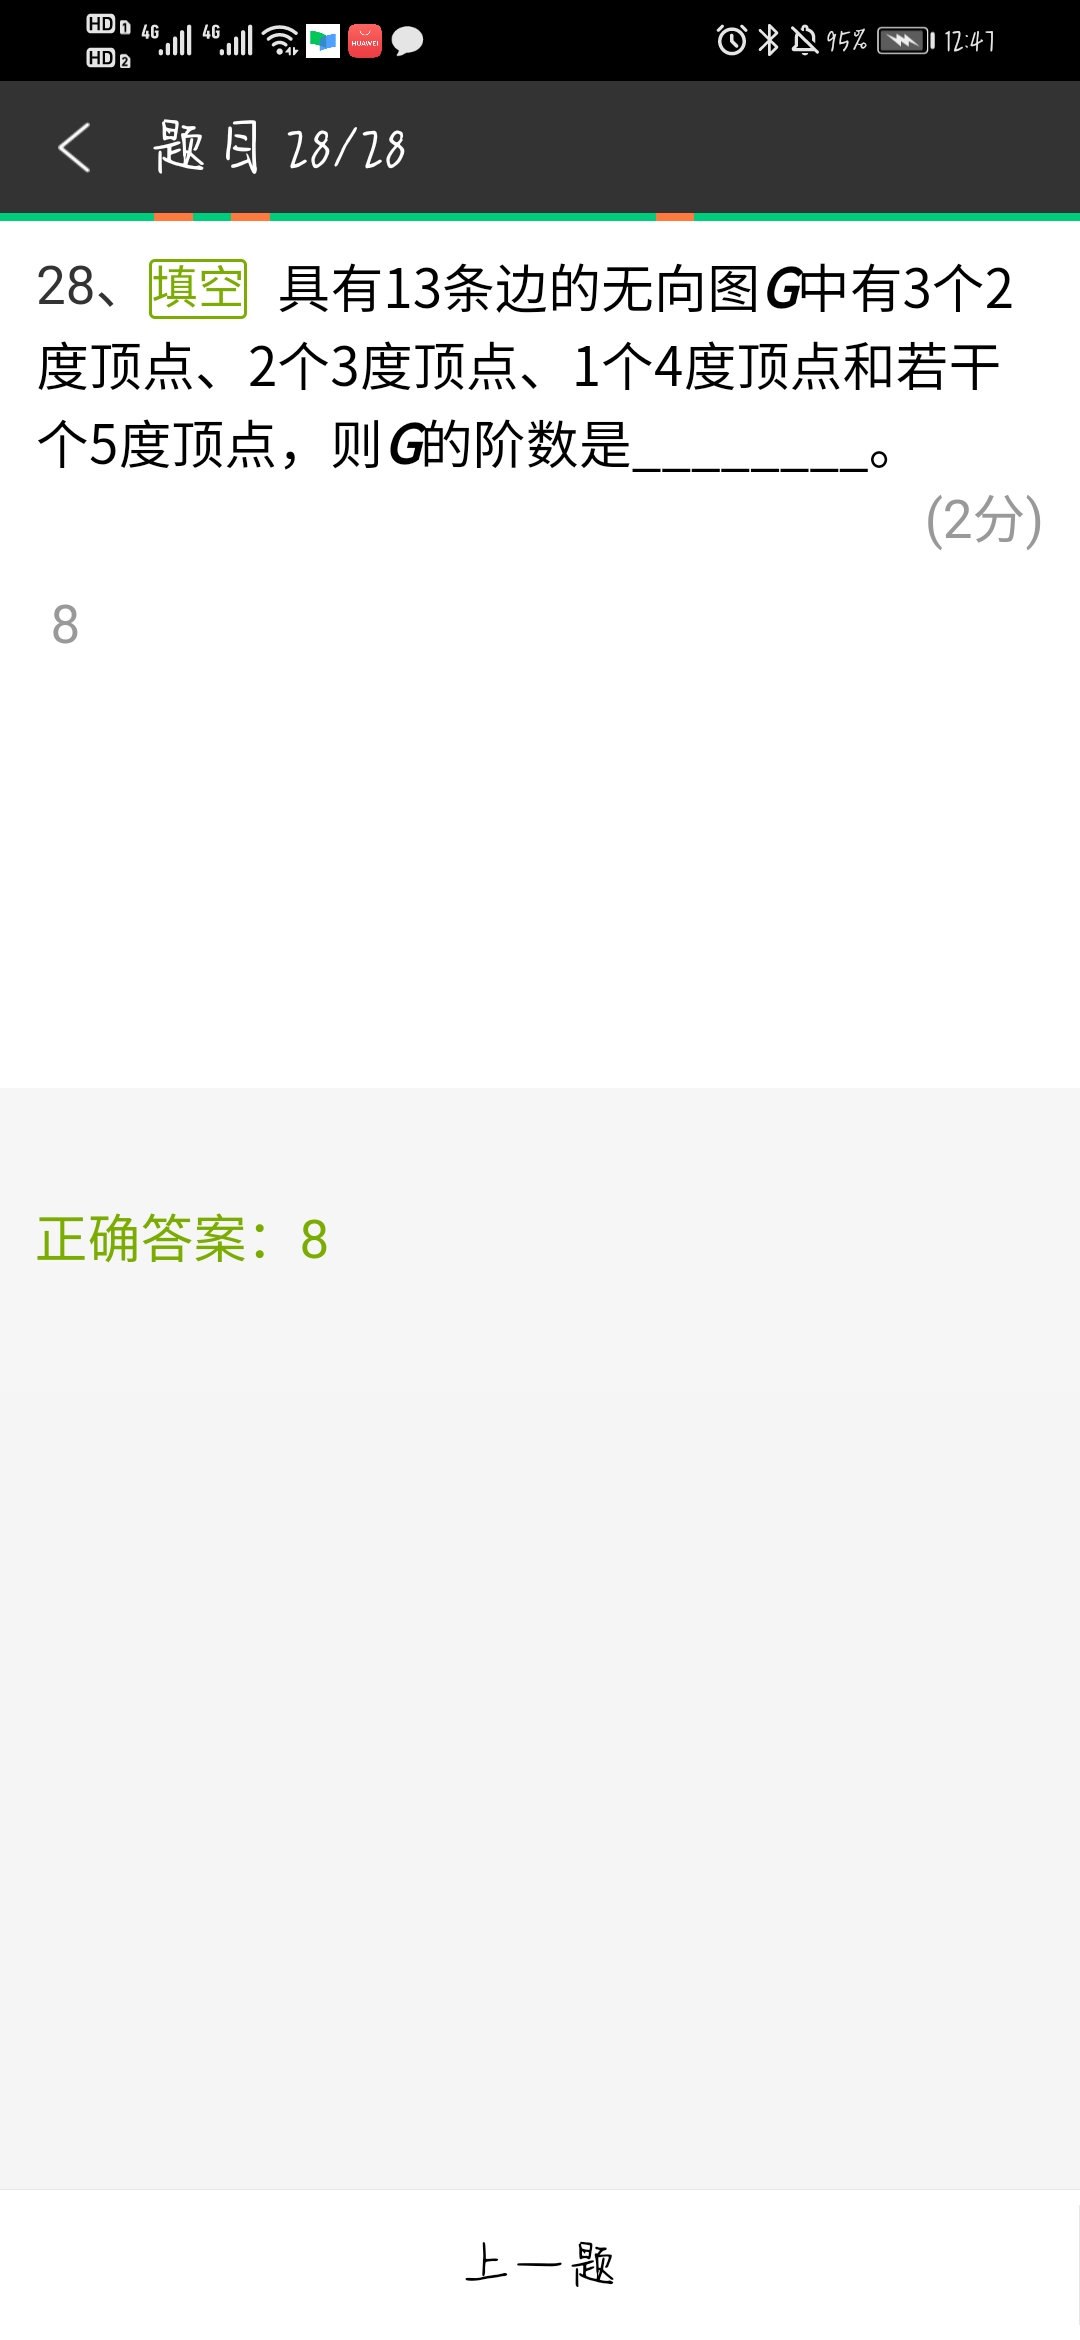 HD 1 4G 4G HUAWEI 95% 12:47
HD 2
题目 28/28
28、 填空 具有13条边的无向图G中有3个2
度顶点、2个3度顶点、1个4度顶点和若干
个5度顶点，则G的阶数是________。
(2分)
8
正确答案：8
上一题